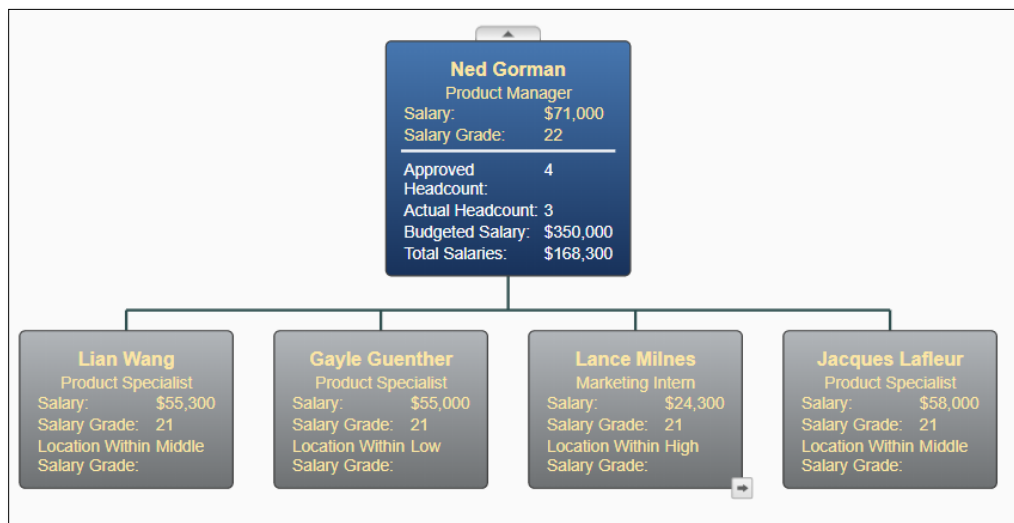 Ned Gorman
Product Manager
Salary: $71,000
Salary Grade: 22
Approved Headcount: 4
Actual Headcount: 3
Budgeted Salary: $350,000
Total Salaries: $168,300
Lian Wang
Product Specialist
Salary: $55,300
Salary Grade: 21
Location Within Middle
Salary Grade:
Gayle Guenther
Product Specialist
Salary: $55,000
Salary Grade: 21
Location Within Low
Salary Grade:
Lance Milnes
Marketing Intern
Salary: $24,300
Salary Grade: 21
Location Within High
Salary Grade:
Jacques Lafleur
Product Specialist
Salary: $58,000
Salary Grade: 21
Location Within Middle
Salary Grade: